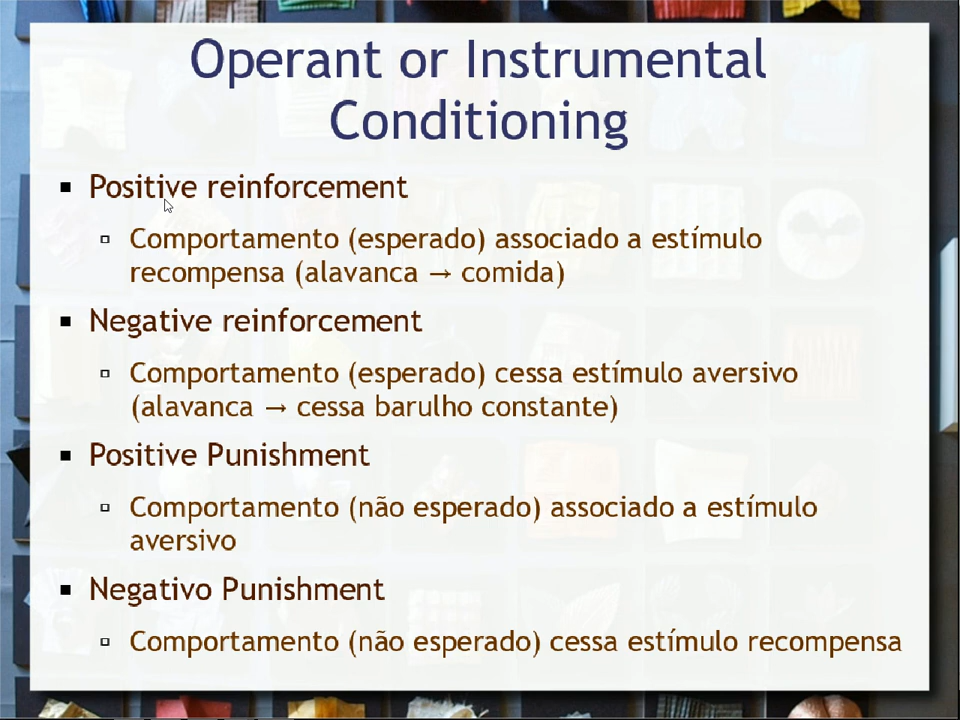 Operant or Instrumental
Conditioning
Positive reinforcement
Comportamento (esperado) associado a estímulo
recompensa (alavanca → comida)
Negative reinforcement
Comportamento (esperado) cessa estímulo aversivo
(alavanca → cessa barulho constante)
Positive Punishment
Comportamento (não esperado) associado a estímulo
aversivo
Negativo Punishment
Comportamento (não esperado) cessa estímulo recompensa